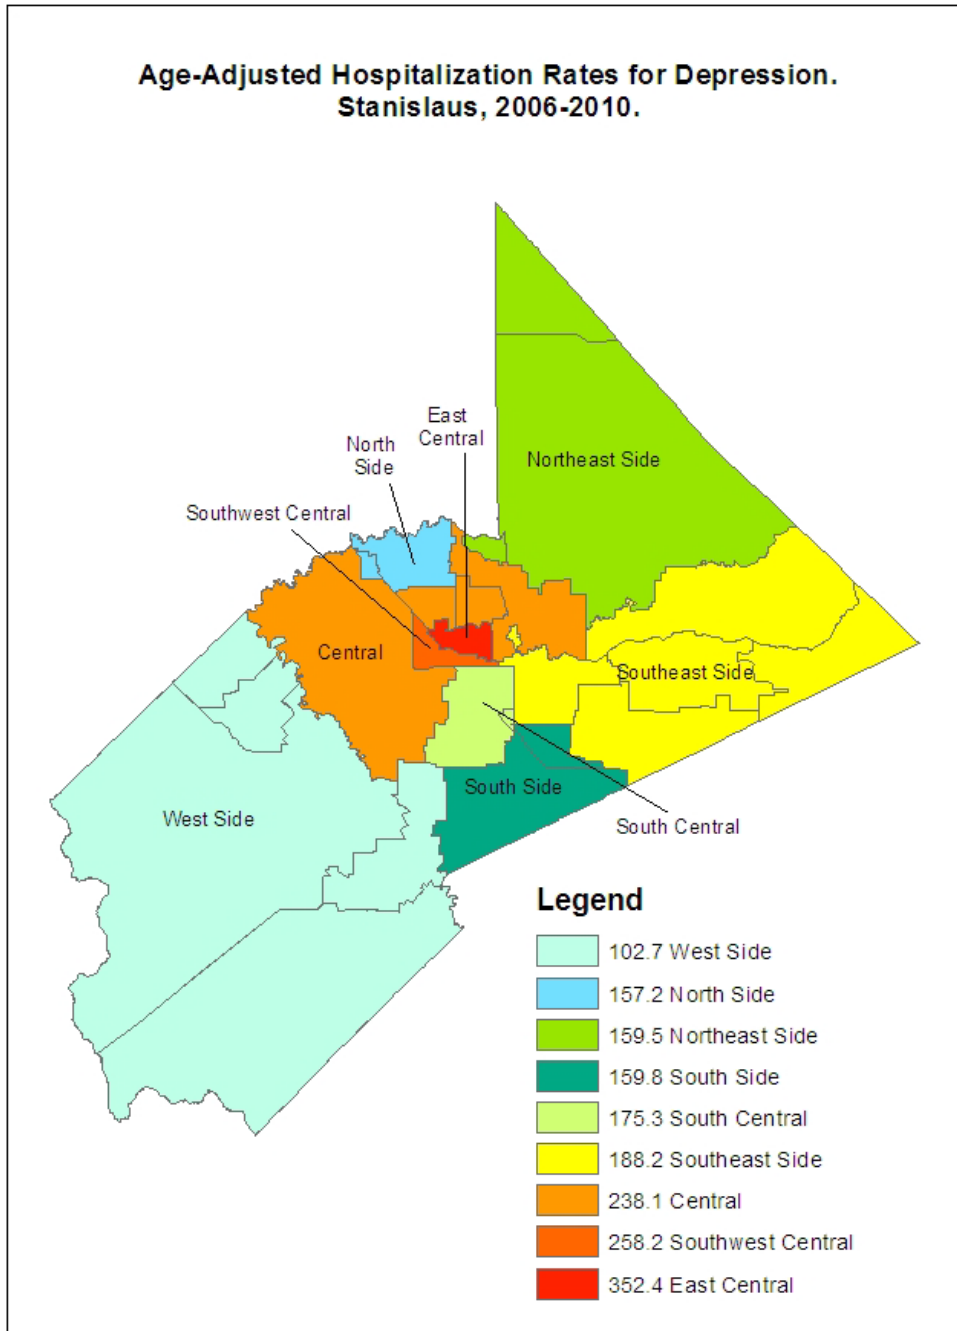 Age-Adjusted Hospitalization Rates for Depression.
Stanislaus, 2006-2010.
East
Central
North
Side
Northeast Side
Southwest Central
Central
Southeast Side
West Side
South Side
South Central
Legend
102.7 West Side
157.2 North Side
159.5 Northeast Side
159.8 South Side
175.3 South Central
188.2 Southeast Side
238.1 Central
258.2 Southwest Central
352.4 East Central